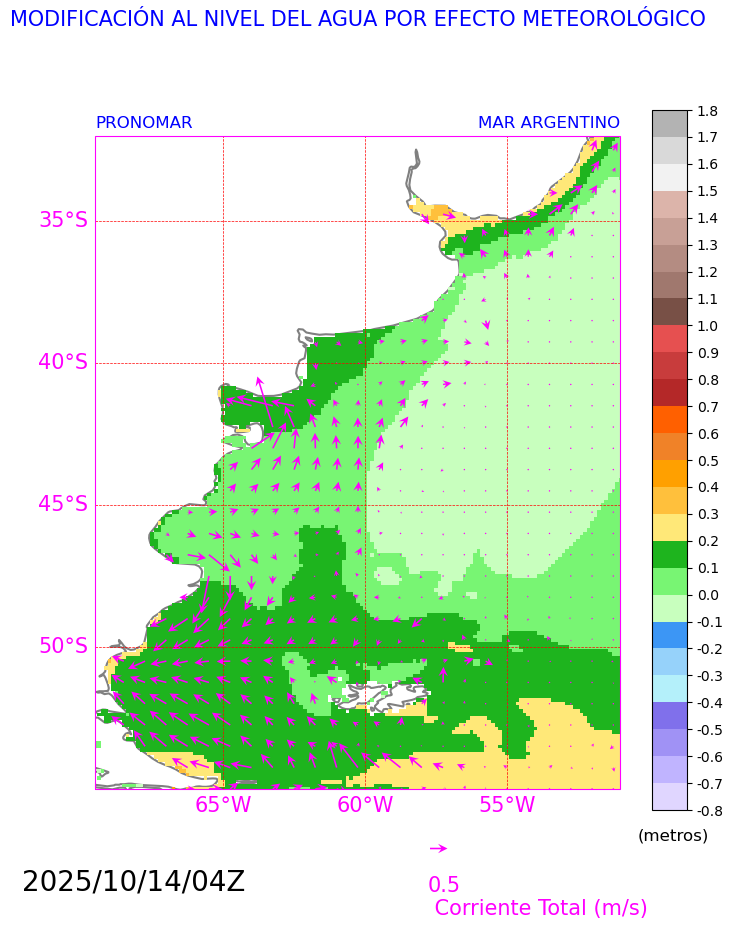 MODIFICACIÓN AL NIVEL DEL AGUA POR EFECTO METEOROLÓGICO
PRONOMAR MAR ARGENTINO
35°S
40°S
45°S
50°S
65°W 60°W 55°W
1.8
1.7
1.6
1.5
1.4
1.3
1.2
1.1
1.0
0.9
0.8
0.7
0.6
0.5
0.4
0.3
0.2
0.1
0.0
-0.1
-0.2
-0.3
-0.4
-0.5
-0.6
-0.7
-0.8
(metros)
2025/10/14/04Z
0.5
Corriente Total (m/s)